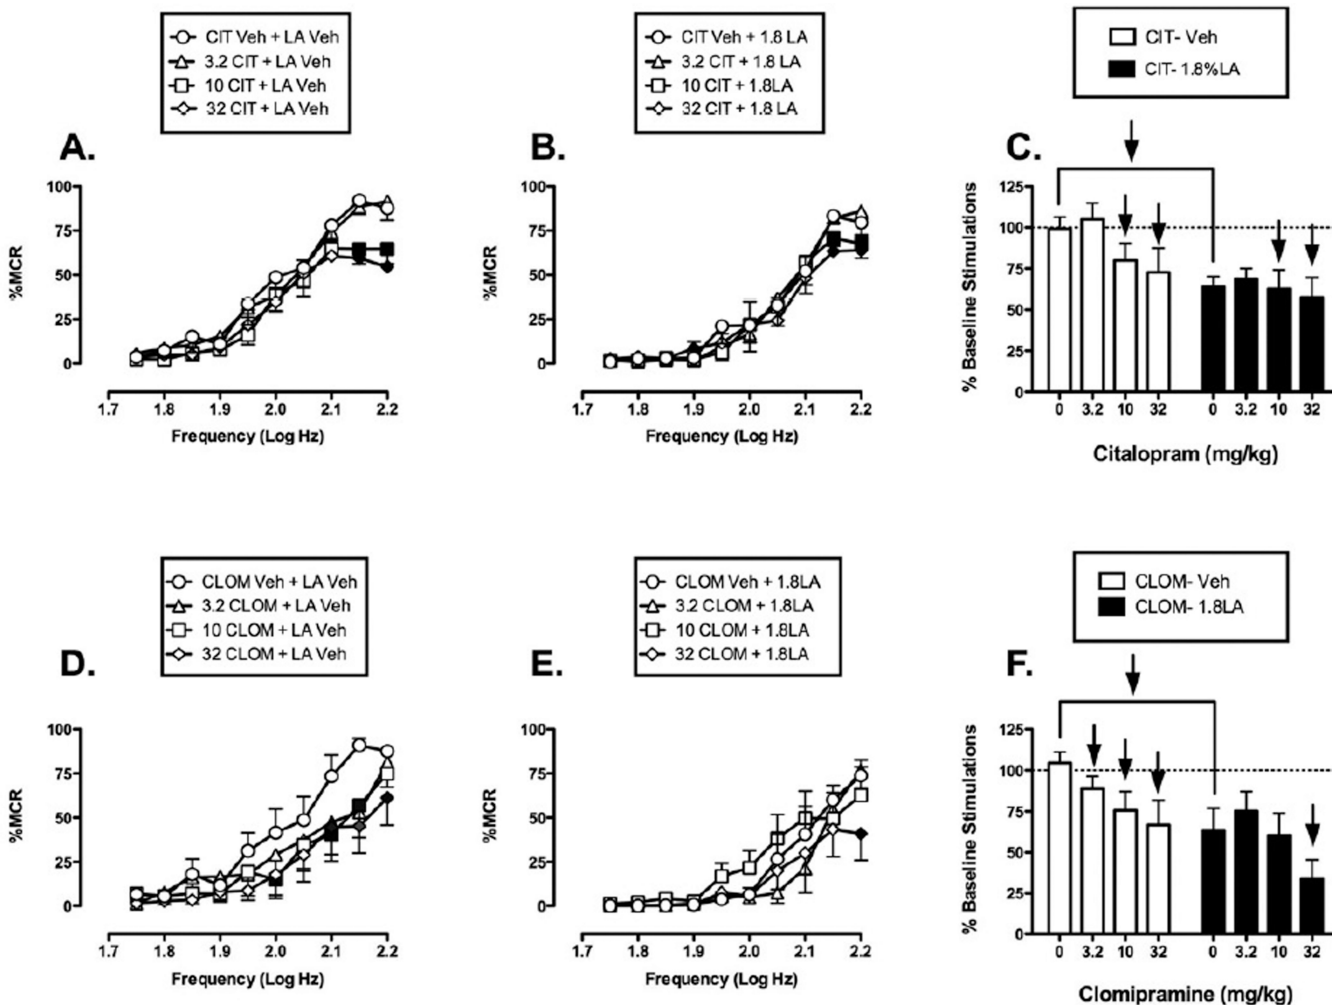 CIT Veh + LA Veh
3.2 CIT + LA Veh
10 CIT + LA Veh
32 CIT + LA Veh
CIT Veh + 1.8 LA
3.2 CIT + 1.8 LA
10 CIT + 1.8LA
32 CIT + 1.8 LA
CIT- Veh
CIT- 1.8%LA
A.
%MCR
100
75
50
25
0
1.7 1.8 1.9 2.0 2.1 2.2
Frequency (Log Hz)
B.
%MCR
100
75
50
25
0
1.7 1.8 1.9 2.0 2.1 2.2
Frequency (Log Hz)
C.
% Baseline Stimulations
125
100
75
50
25
0
0 3.2 10 32 0 3.2 10 32
Citalopram (mg/kg)
CLOM Veh + LA Veh
3.2 CLOM + LA Veh
10 CLOM + LA Veh
32 CLOM + LA Veh
CLOM Veh + 1.8LA
3.2 CLOM + 1.8LA
10 CLOM + 1.8LA
32 CLOM + 1.8LA
CLOM- Veh
CLOM- 1.8LA
D.
%MCR
100
75
50
25
0
1.7 1.8 1.9 2.0 2.1 2.2
Frequency (Log Hz)
E.
%MCR
100
75
50
25
0
1.7 1.8 1.9 2.0 2.1 2.2
Frequency (Log Hz)
F.
% Baseline Stimulations
125
100
75
50
25
0
0 3.2 10 32 0 3.2 10 32
Clomipramine (mg/kg)